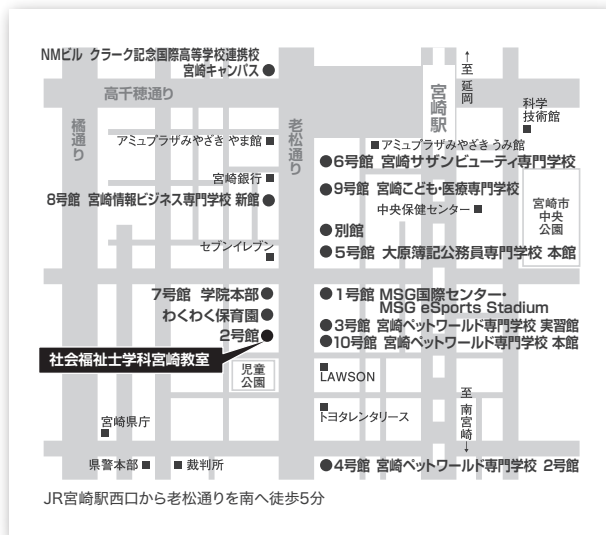 NMビル クラーク記念国際高等学校連携校
宮崎キャンパス
高千穂通り
橘通り
老松通り
宮崎駅
至 延岡
科学
技術館
アミュプラザみやざき やま館
アミュプラザみやざき うみ館
6号館 宮崎サザンビューティ専門学校
宮崎銀行
9号館 宮崎こども・医療専門学校
8号館 宮崎情報ビジネス専門学校 新館
中央保健センター
宮崎市
中央
公園
別館
セブンイレブン
5号館 大原簿記公務員専門学校 本館
7号館 学院本部
1号館 MSG国際センター・
MSG eSports Stadium
わくわく保育園
3号館 宮崎ペットワールド専門学校 実習館
2号館
10号館 宮崎ペットワールド専門学校 本館
社会福祉士学科宮崎教室
児童
公園
LAWSON
至 南宮崎
トヨタレンタリース
宮崎県庁
県警本部
裁判所
4号館 宮崎ペットワールド専門学校 2号館
JR宮崎駅西口から老松通りを南へ徒歩5分